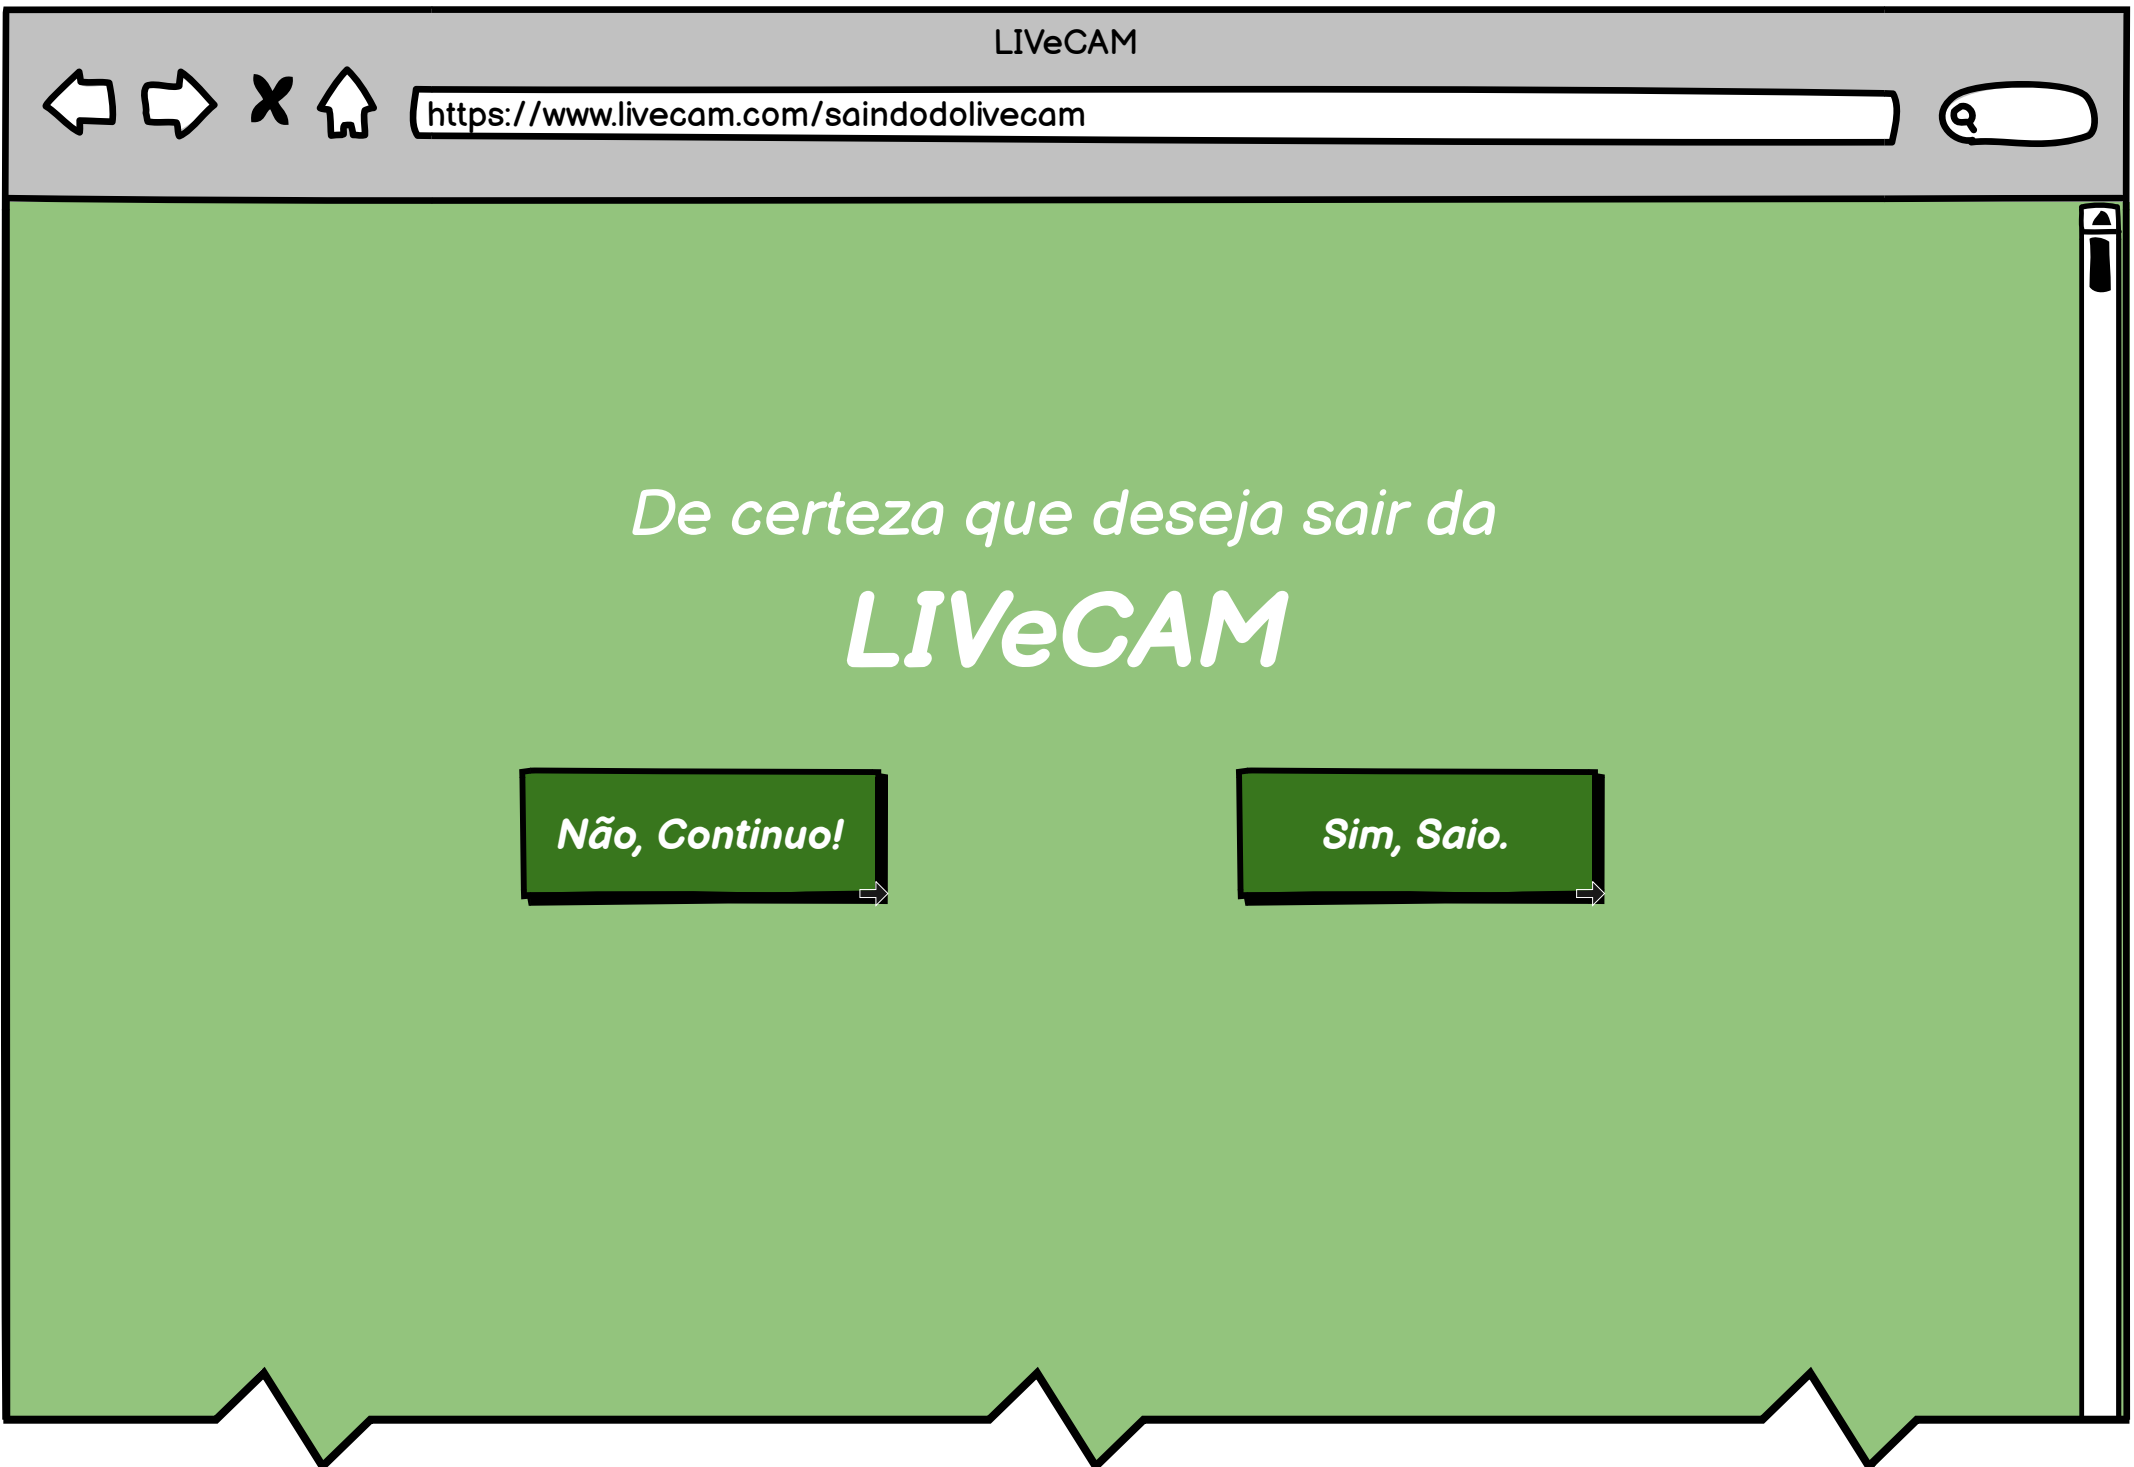 LIVeCAM
https://www.livecam.com/saindodolivecam
De certeza que deseja sair da
LIVeCAM
Não, Continuo!
Sim, Saio.